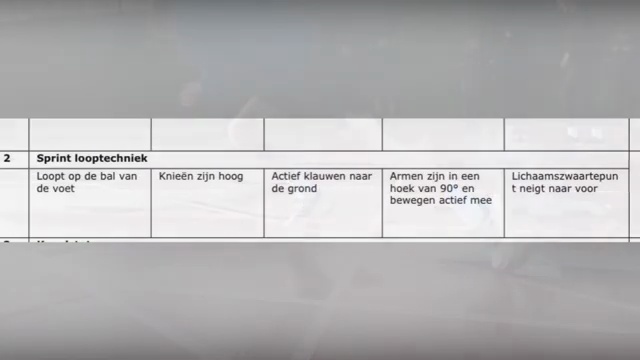 2 Sprint looptechniek
Loopt op de bal van
de voet
Knieën zijn hoog
Actief klauwen naar
de grond
Armen zijn in een
hoek van 90° en
bewegen actief mee
Lichaamszwaartepun
t neigt naar voor